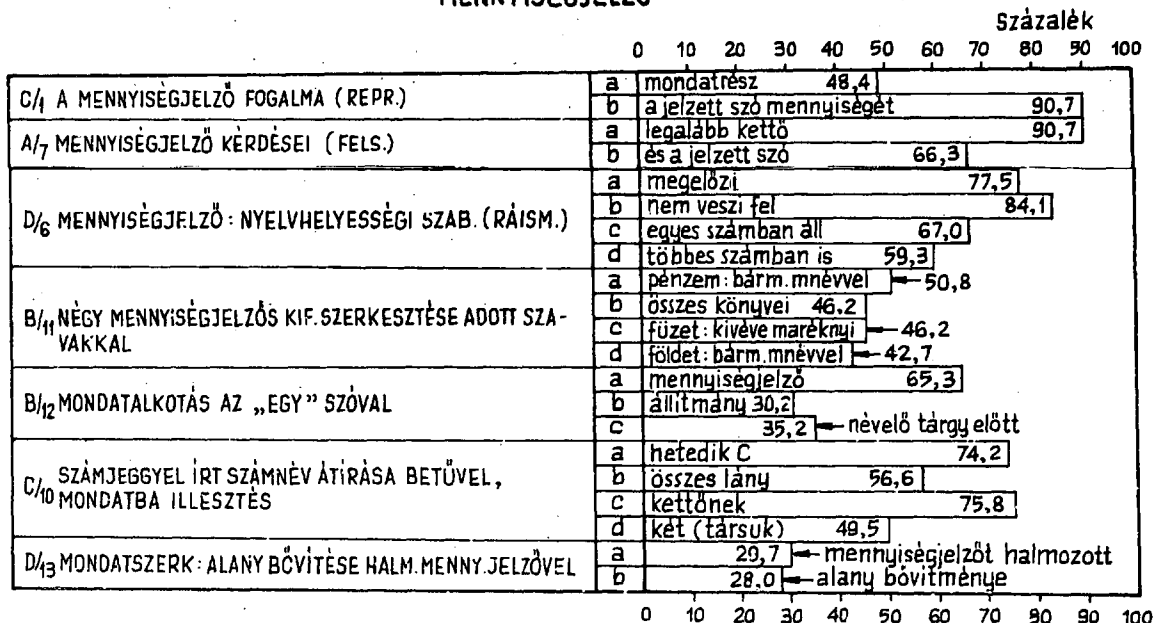 Százalék
0 10 20 30 40 50 60 70 80 90 100
C/1 A MENNYISÉGJELZŐ FOGALMA (REPR.)
a mondatrész 48,4
b a jelzett szó mennyiségét 90,7
A/7 MENNYISÉGJELZŐ KÉRDÉSEI (FELS.)
a legalább kettő 90,7
b és a jelzett szó 66,3
D/6 MENNYISÉGJELZŐ: NYELVHELYESSÉGI SZAB. (RÁISM.)
a megelőzi 77,5
b nem veszi fel 84,1
c egyes számban áll 67,0
d többes számban is 59,3
B/11 NÉGY MENNYISÉGJELZŐS KIF. SZERKESZTÉSE ADOTT SZA-
VAKKAL
a pénzem: bárm. mnévvel 50,8
b összes könyvei 46,2
c füzet: kivéve maréknyi 46,2
d földet: bárm. mnévvel 42,7
B/12 MONDATALKOTÁS AZ „EGY” SZÓVAL
a mennyiségjelző 65,3
b állítmány 30,2
c 35,2 névelő tárgy előtt
C/10 SZÁMJEGGYEL ÍRT SZÁMNÉV ÁTÍRÁSA BETŰVEL,
MONDATBA ILLESZTÉS
a hetedik C 74,2
b összes lány 56,6
c kettőnek 75,8
d két (társuk) 49,5
D/13 MONDATSZERK: ALANY BŐVÍTÉSE HALM. MENNY. JELZŐVEL
a 29,7 mennyiségjelzőt halmozott
b 28,0 alany bővítménye
0 10 20 30 40 50 60 70 80 90 100